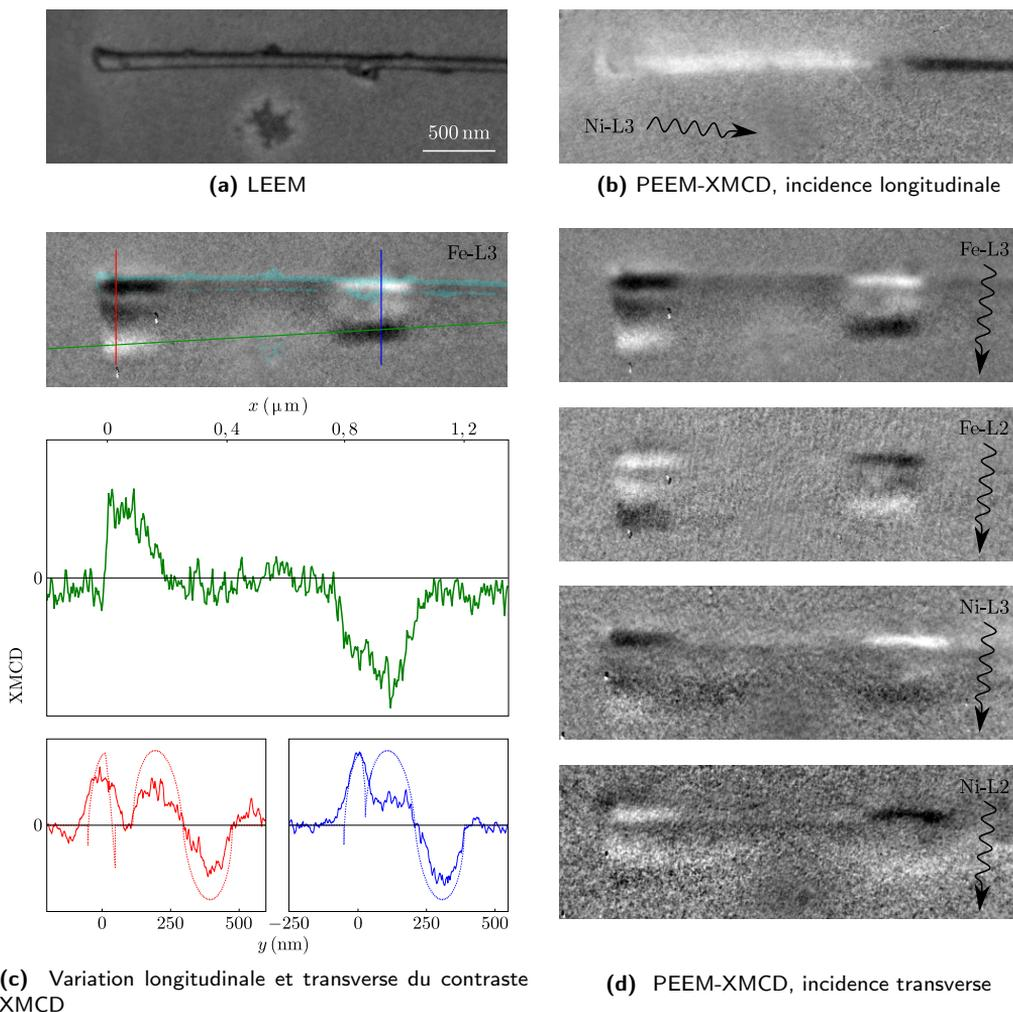 500 nm
(a) LEEM
Ni-L3
(b) PEEM-XMCD, incidence longitudinale
Fe-L3
x (μm)
0 0,4 0,8 1,2
0
XMCD
0
0 250 500 −250 0 250 500
y (nm)
(c) Variation longitudinale et transverse du contraste
XMCD
Fe-L3
Fe-L2
Ni-L3
Ni-L2
(d) PEEM-XMCD, incidence transverse